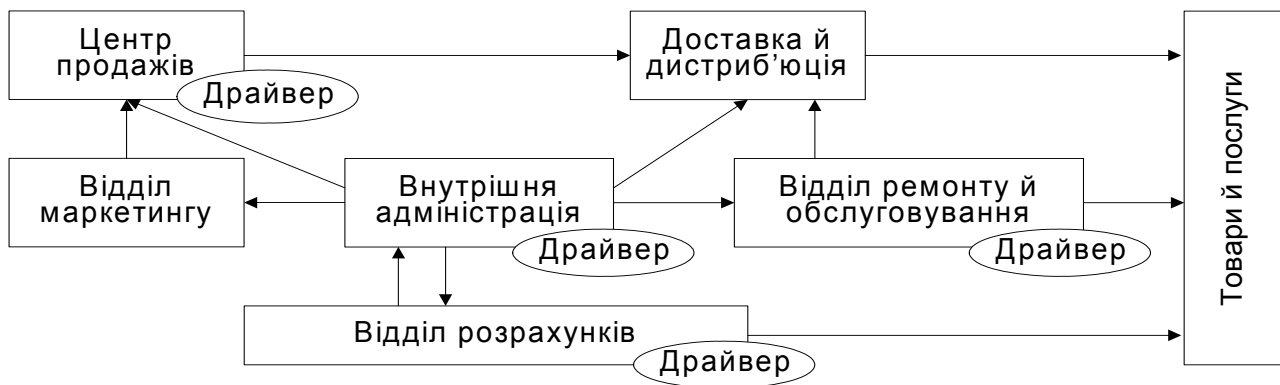 Центр
продажів
Драйвер
Доставка й
дистриб’юція
Товари й послуги
Відділ
маркетингу
Внутрішня
адміністрація
Драйвер
Відділ ремонту й
обслуговування
Драйвер
Відділ розрахунків
Драйвер